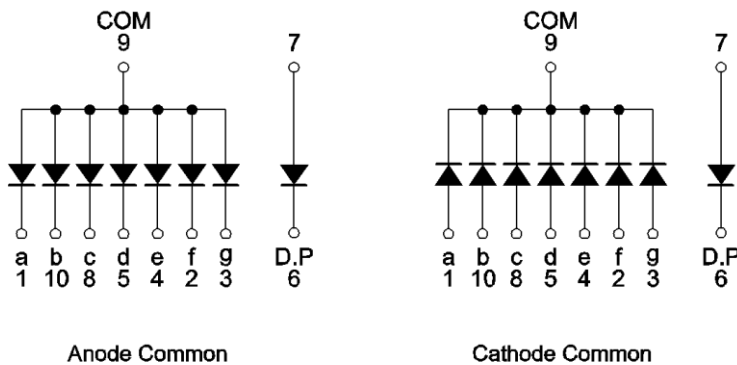 COM COM
9 7 9 7
a b c d e f g D.P a b c d e f g D.P
1 10 8 5 4 2 3 6 1 10 8 5 4 2 3 6
Anode Common Cathode Common